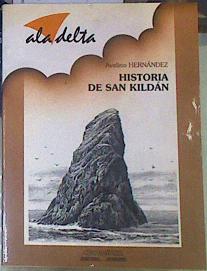 ala delta
Avelino HERNÁNDEZ
HISTORIA
DE SAN KILDÁN